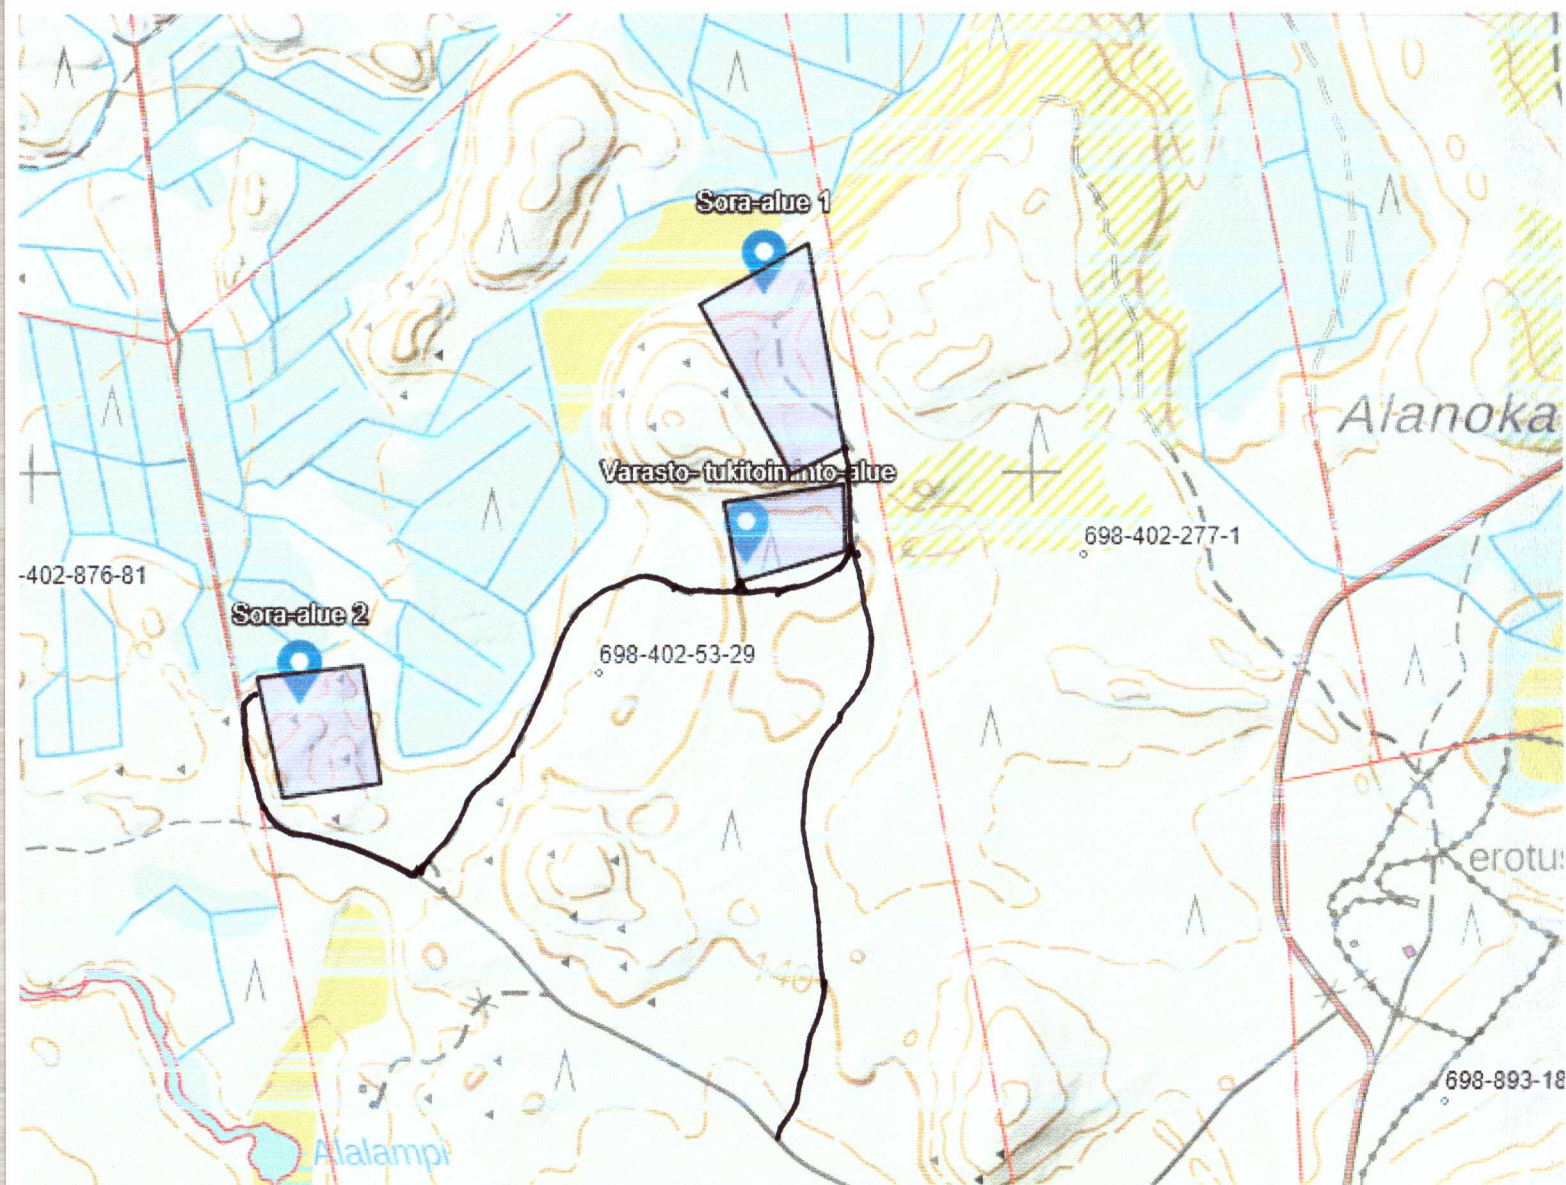 Sora-alue 1
Alanoka
Varasto- tukitoiminto-alue
698-402-277-1
-402-876-81
Sora-alue 2
698-402-53-29
erotus
140
698-893-18
Alalampi